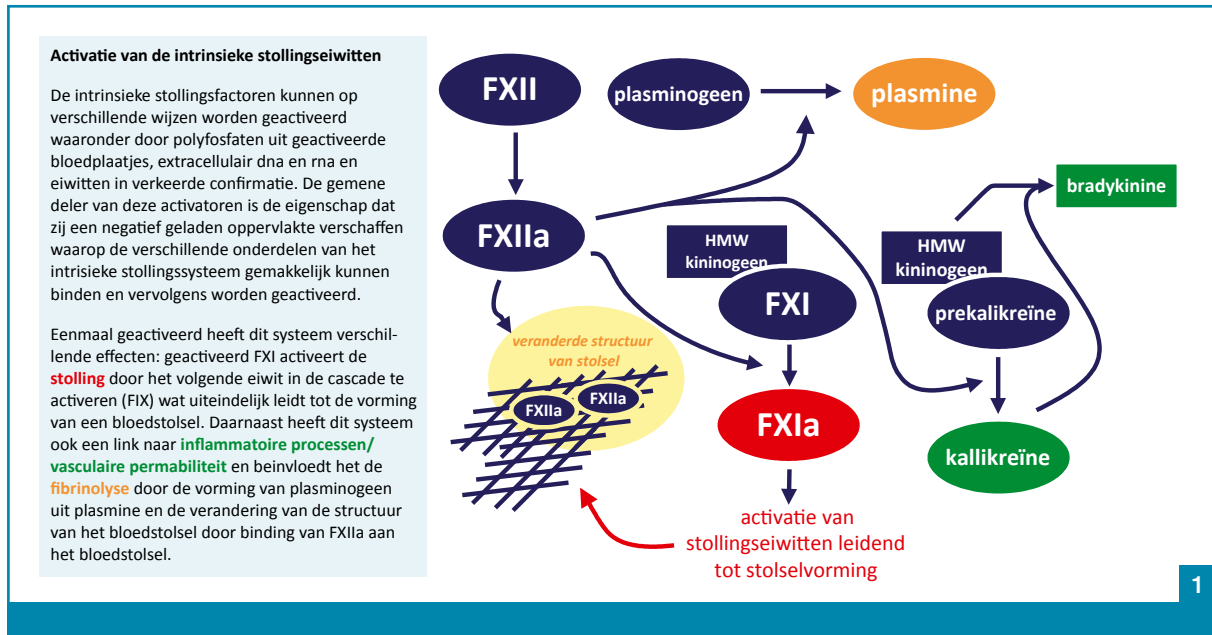 Activatie van de intrinsieke stollingseiwitten
De intrinsieke stollingsfactoren kunnen op
verschillende wijzen worden geactiveerd
waaronder door polyfosfaten uit geactiveerde
bloedplaatjes, extracellulair dna en rna en
eiwitten in verkeerde confirmatie. De gemene
deler van deze activatoren is de eigenschap dat
zij een negatief geladen oppervlakte verschaffen
waarop de verschillende onderdelen van het
intrisieke stollingssysteem gemakkelijk kunnen
binden en vervolgens worden geactiveerd.
Eenmaal geactiveerd heeft dit systeem verschil-
lende effecten: geactiveerd FXI activeert de
stolling door het volgende eiwit in de cascade te
activeren (FIX) wat uiteindelijk leidt tot de vorming
van een bloedstolsel. Daarnaast heeft dit systeem
ook een link naar inflammatoire processen/
vasculaire permabiliteit en beinvloedt het de
fibrinolyse door de vorming van plasminogeen
uit plasmine en de verandering van de structuur
van het bloedstolsel door binding van FXIIa aan
het bloedstolsel.
FXII
plasminogeen
plasmine
bradykinine
FXIIa
HMW
kininogeen
FXI
HMW
kininogeen
prekalikreïne
veranderde structuur
van stolsel
FXIIa
FXIIa
FXIa
kallikreïne
activatie van
stollingseiwitten leidend
tot stolselvorming
1